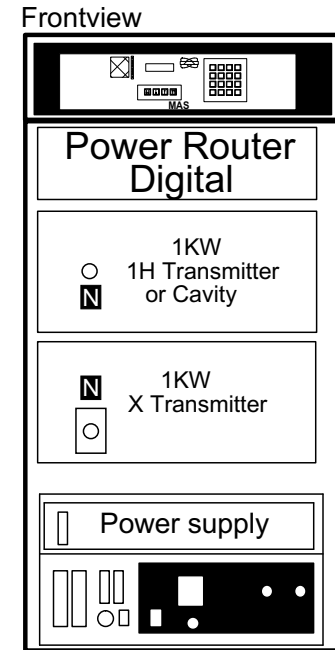 Frontview
MAS
Power Router
Digital
1KW
1H Transmitter
or Cavity
N
N
1KW
X Transmitter
Power supply